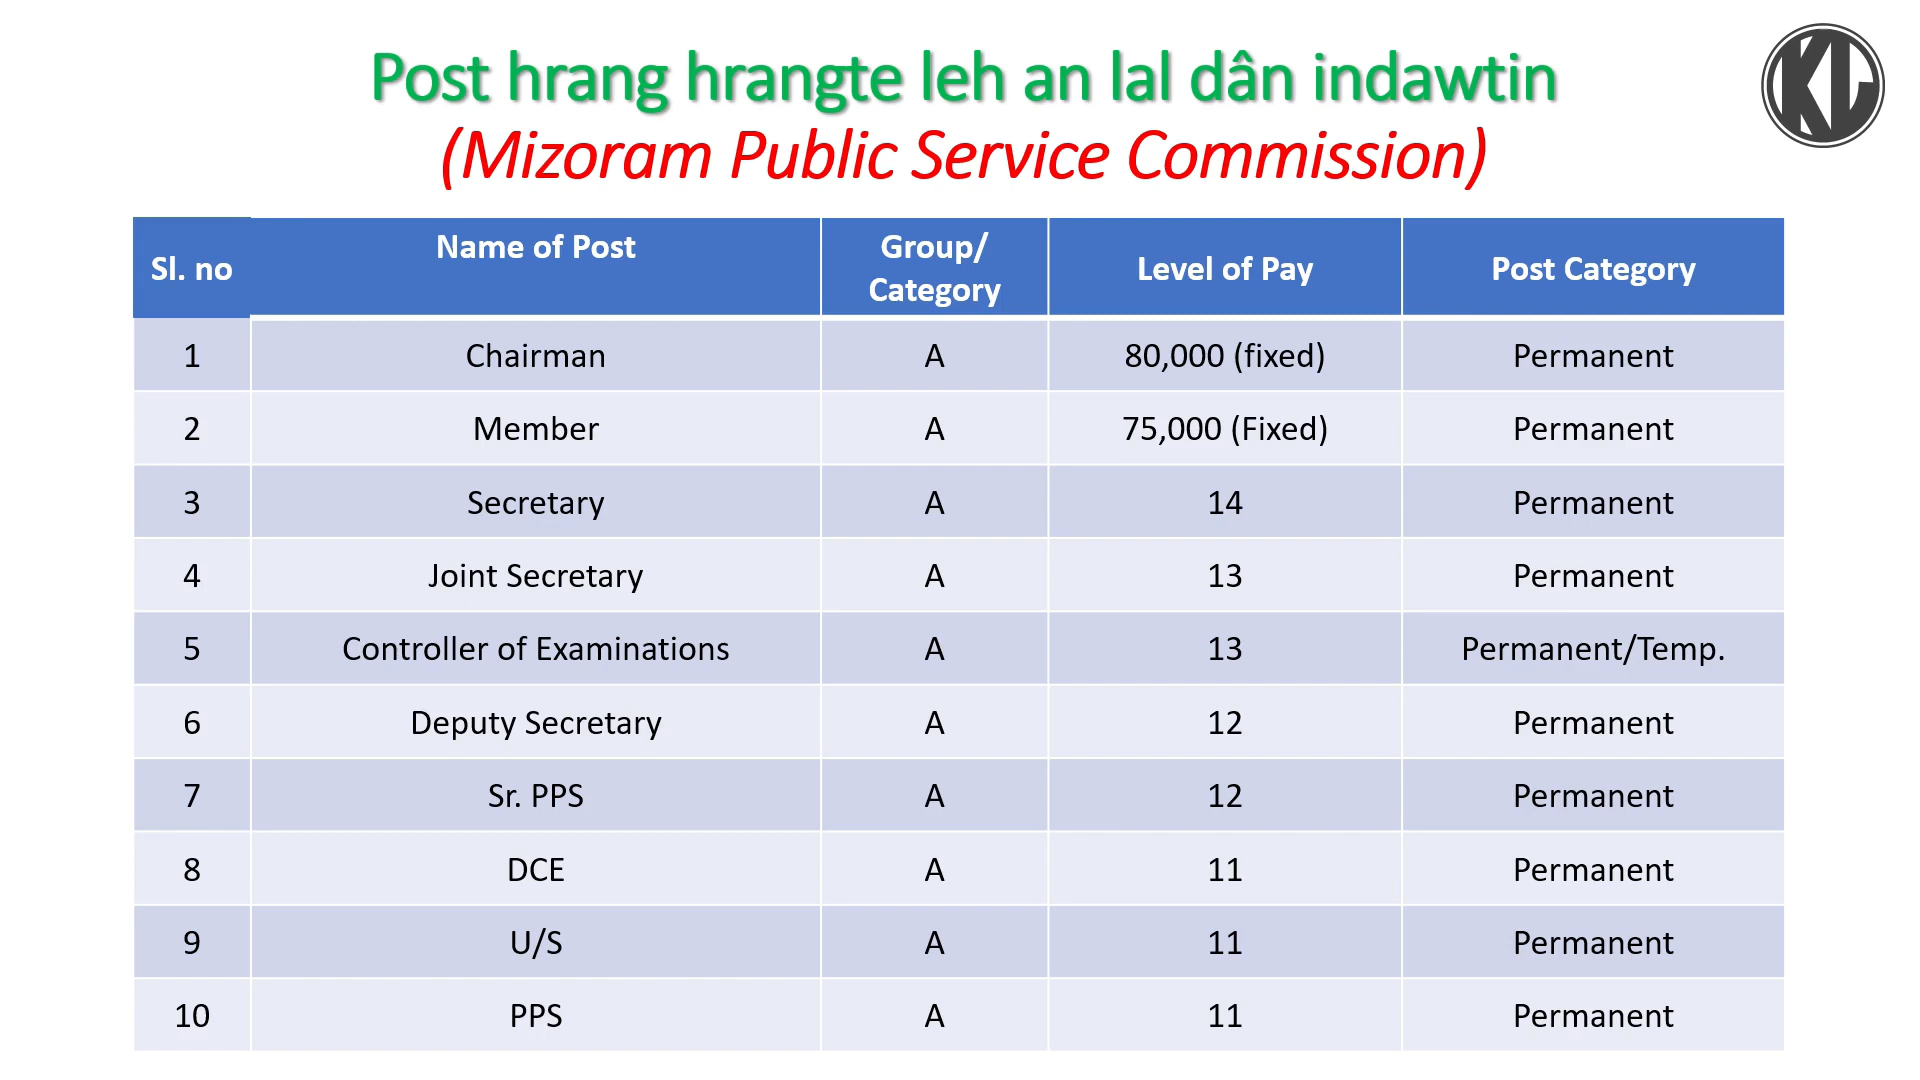 Post hrang hrangte leh an lal dân indawtin
(Mizoram Public Service Commission)
KL
Sl. no Name of Post Group/ Category Level of Pay Post Category
1 Chairman A 80,000 (fixed) Permanent
2 Member A 75,000 (Fixed) Permanent
3 Secretary A 14 Permanent
4 Joint Secretary A 13 Permanent
5 Controller of Examinations A 13 Permanent/Temp.
6 Deputy Secretary A 12 Permanent
7 Sr. PPS A 12 Permanent
8 DCE A 11 Permanent
9 U/S A 11 Permanent
10 PPS A 11 Permanent